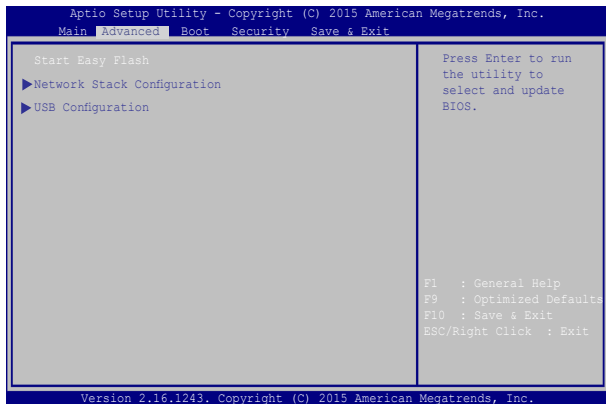 Aptio Setup Utility - Copyright (C) 2015 American Megatrends, Inc.
Main Advanced Boot Security Save & Exit
Start Easy Flash
Network Stack Configuration
USB Configuration
Press Enter to run
the utility to
select and update
BIOS.
F1 : General Help
F9 : Optimized Defaults
F10 : Save & Exit
ESC/Right Click : Exit
Version 2.16.1243. Copyright (C) 2015 American Megatrends, Inc.